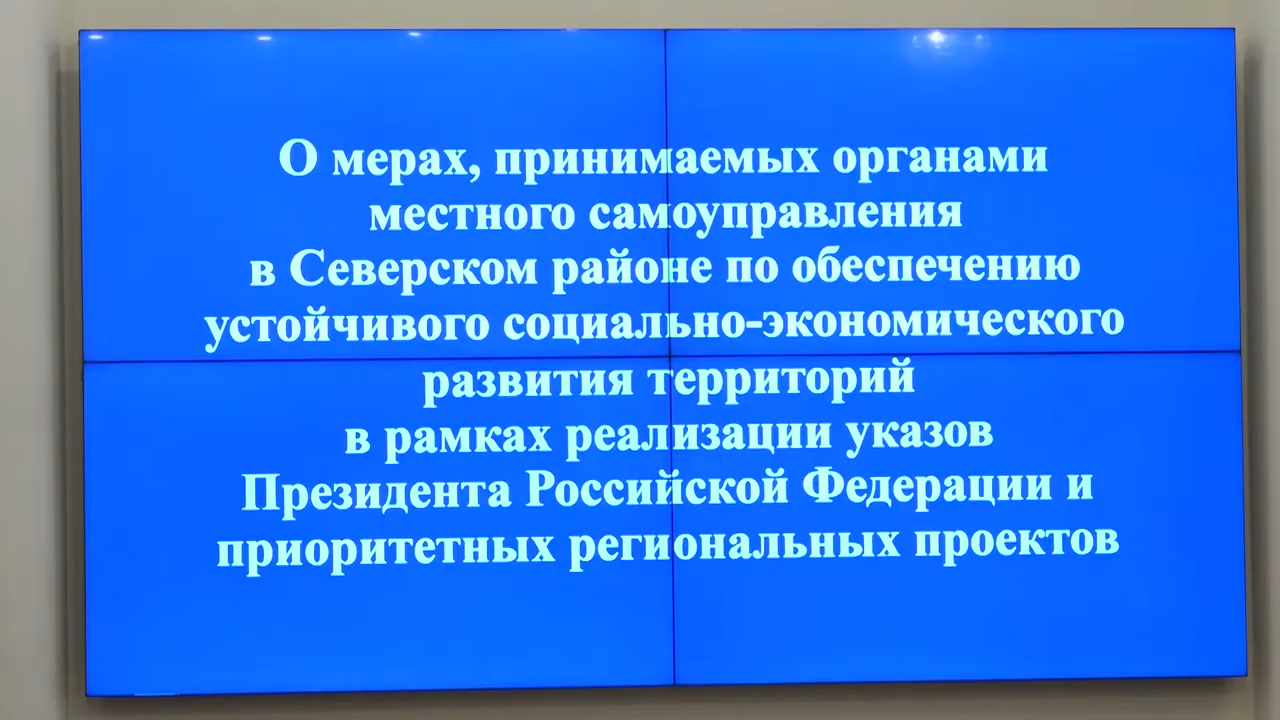 О мерах, принимаемых органами
местного самоуправления
в Северском районе по обеспечению
устойчивого социально-экономического
развития территорий
в рамках реализации указов
Президента Российской Федерации и
приоритетных региональных проектов